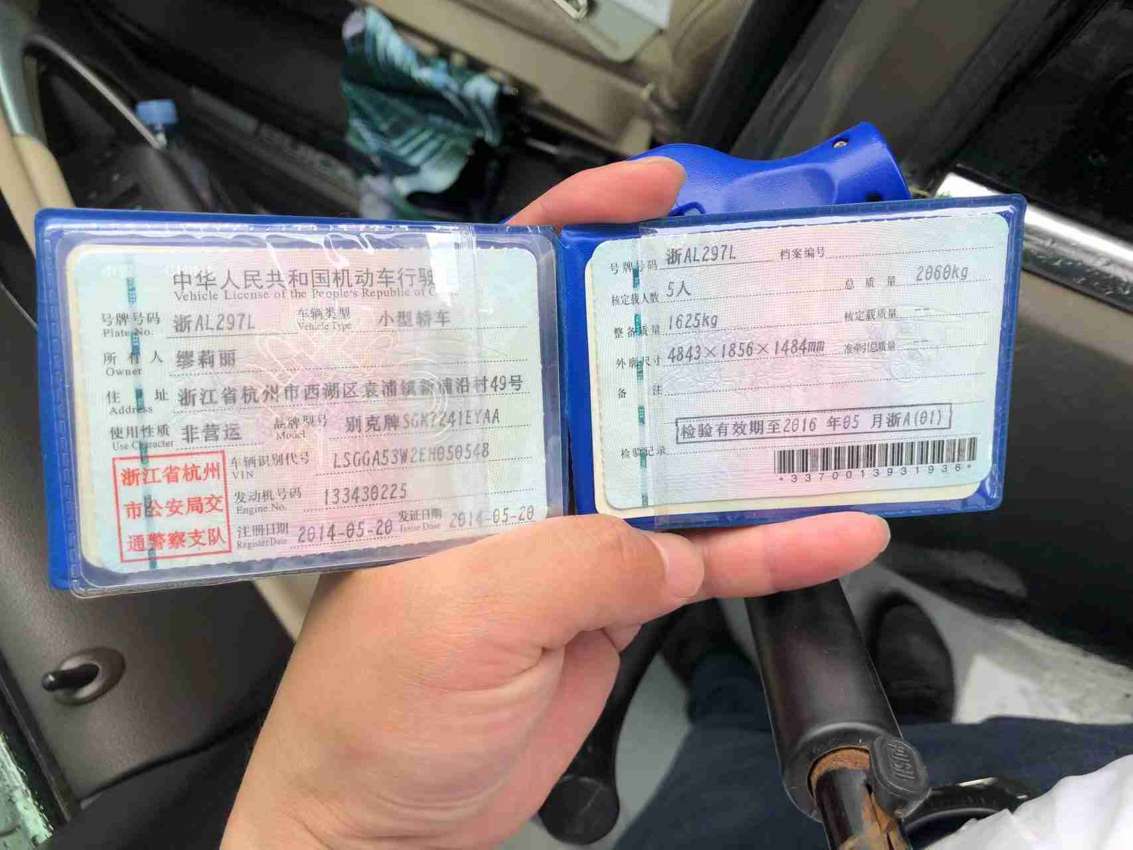 中华人民共和国机动车行驶
Vehicle License of the People's Republic of C
号牌号码 浙AL297L 车辆类型 小型轿车
Plate No. Vehicle Type
所有人 缪莉丽
Owner
住址 浙江省杭州市西湖区袁浦镇新浦沿村49号
Address
使用性质 非营运 品牌型号 别克牌SGM7241EYAA
Use Character Model
浙江省杭州
市公安局交
通警察支队
车辆识别代号 LSGGA53W2EH050548
VIN
发动机号码 133430225
Engine No.
注册日期 2014-05-20 发证日期 2014-05-20
Register Date Issue Date
号牌号码 浙AL297L 档案编号
核定载人数 5人 总质量 2060kg
整备质量 1625kg 核定载质量 --
外廓尺寸 4843×1856×1484mm 准牵引总质量 --
备注
检验有效期至2016年05月浙A(01)
检验记录
*3370013931936*